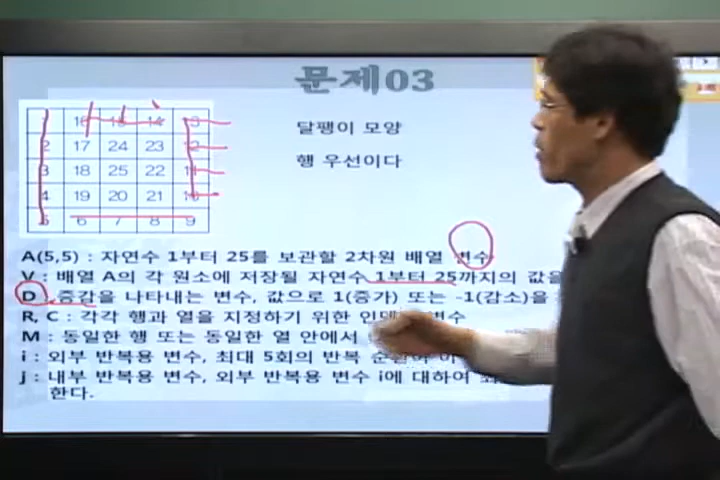 문제03
1 16 15 14 13
2 17 24 23 12
3 18 25 22 11
4 19 20 21 10
5 6 7 8 9
달팽이 모양
행 우선이다
A(5,5) : 자연수 1부터 25를 보관할 2차원 배열 변수
V : 배열 A의 각 원소에 저장될 자연수 1부터 25까지의 값을
D : 증감을 나타내는 변수, 값으로 1(증가) 또는 -1(감소)을
R, C : 각각 행과 열을 지정하기 위한 변수
M : 동일한 행 또는 동일한 열 안에서
i : 외부 반복용 변수, 최대 5회의 반복
j : 내부 반복용 변수, 외부 반복용 변수 i에 대하여
한다.